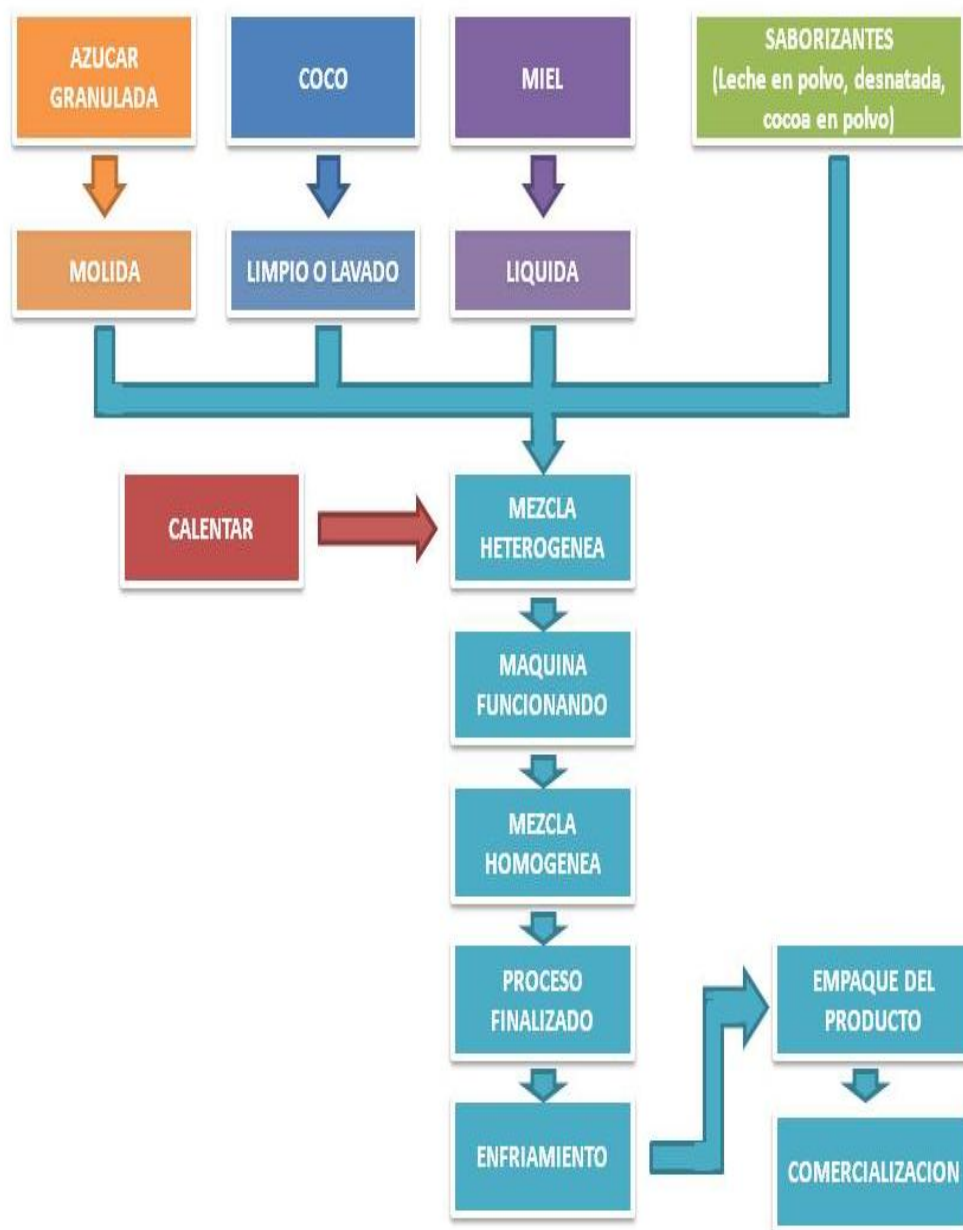 AZUCAR
GRANULADA
COCO
MIEL
SABORIZANTES
(Leche en polvo, desnatada,
cocoa en polvo)
MOLIDA
LIMPIO O LAVADO
LIQUIDA
CALENTAR
MEZCLA
HETEROGENEA
MAQUINA
FUNCIONANDO
MEZCLA
HOMOGENEA
PROCESO
FINALIZADO
EMPAQUE DEL
PRODUCTO
ENFRIAMIENTO
COMERCIALIZACION